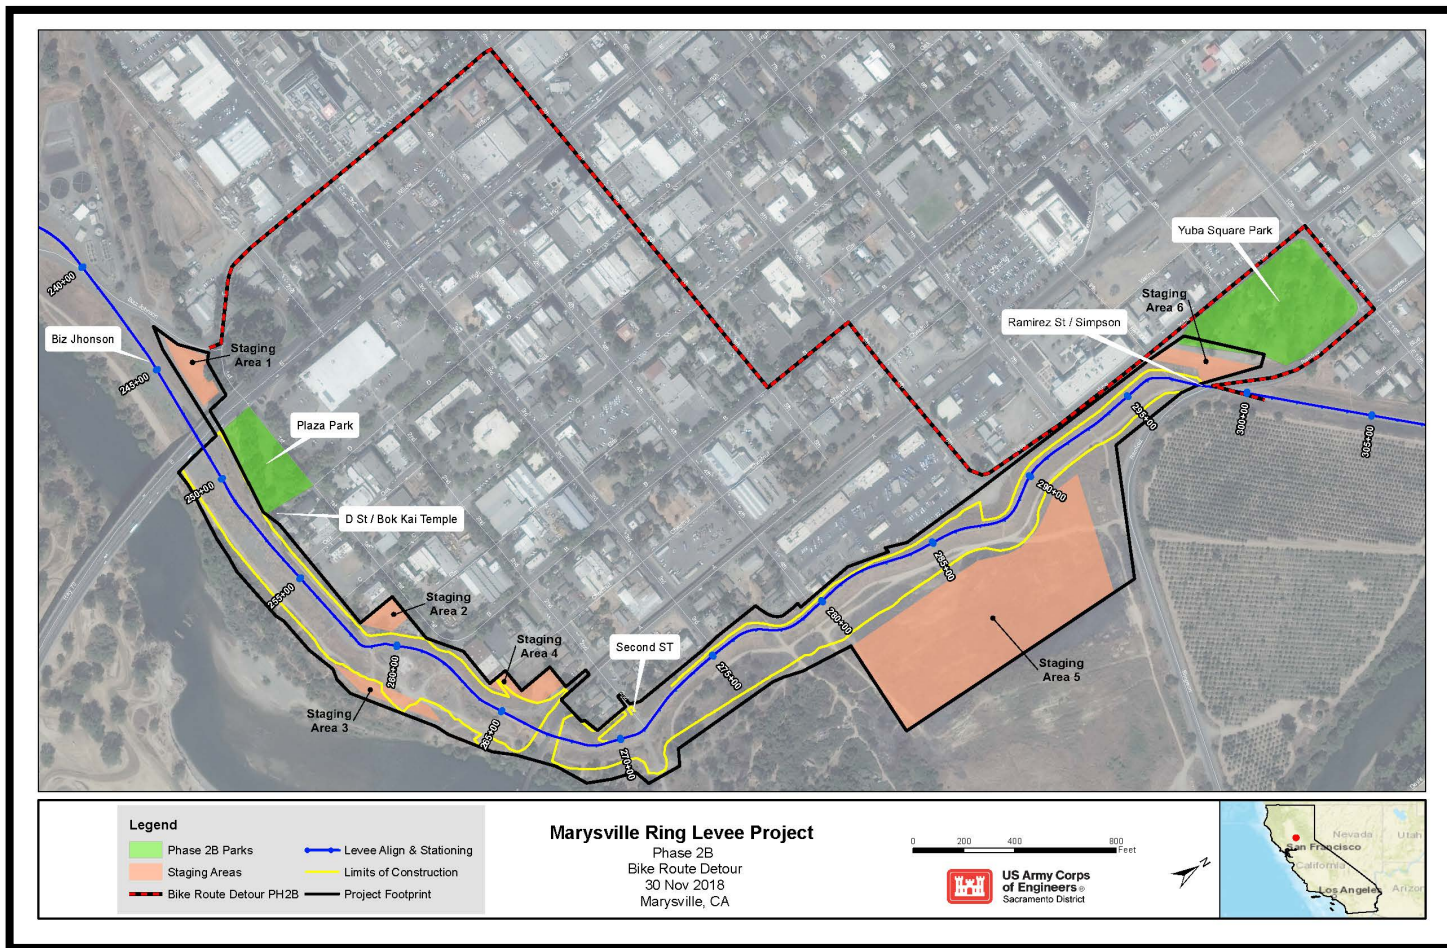 Yuba Square Park
Staging
Area 6
Ramirez St / Simpson
240+00
Biz Jhonson
245+00
Staging
Area 1
Plaza Park
250+00
D St / Bok Kai Temple
255+00
Staging
Area 2
260+00
Staging
Area 3
Staging
Area 4
265+00
Second ST
270+00
275+00
280+00
285+00
290+00
295+00
300+00
305+00
Staging
Area 5
Legend
Phase 2B Parks
Staging Areas
Bike Route Detour PH2B
Levee Align & Stationing
Limits of Construction
Project Footprint
Marysville Ring Levee Project
Phase 2B
Bike Route Detour
30 Nov 2018
Marysville, CA
0 200 400 800
Feet
US Army Corps
of Engineers ®
Sacramento District
N
Nevada
Utah
San Francisco
California
Los Angeles
Arizon